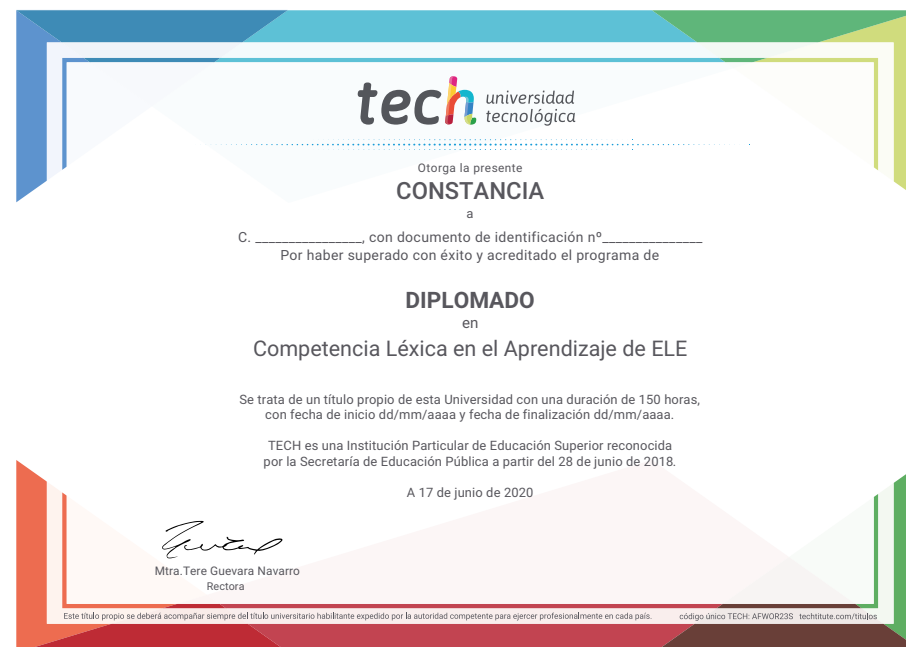 tech universidad
tecnológica
Otorga la presente
CONSTANCIA
a
C. ________________, con documento de identificación nº_______________
Por haber superado con éxito y acreditado el programa de
DIPLOMADO
en
Competencia Léxica en el Aprendizaje de ELE
Se trata de un título propio de esta Universidad con una duración de 150 horas,
con fecha de inicio dd/mm/aaaa y fecha de finalización dd/mm/aaaa.
TECH es una Institución Particular de Educación Superior reconocida
por la Secretaría de Educación Pública a partir del 28 de junio de 2018.
A 17 de junio de 2020
Mtra.Tere Guevara Navarro
Rectora
Este título propio se deberá acompañar siempre del título universitario habilitante expedido por la autoridad competente para ejercer profesionalmente en cada país. código único TECH: AFWOR23S techtitute.com/titulos